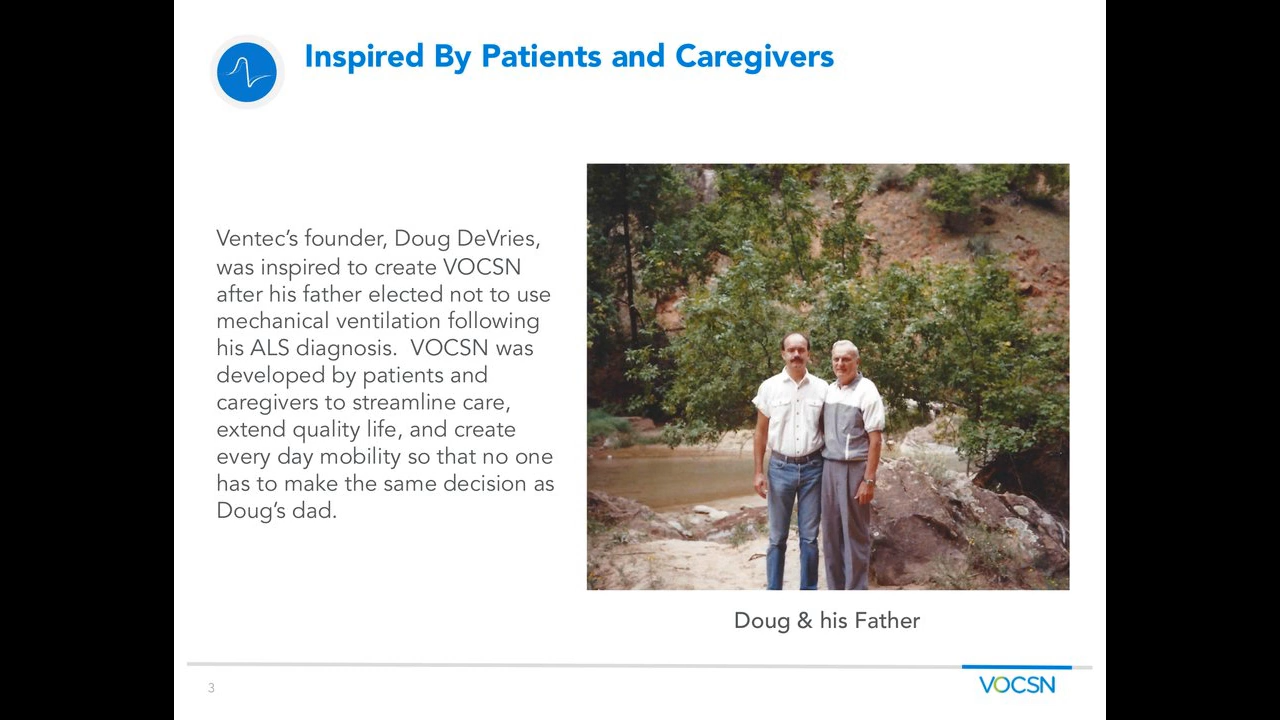 Inspired By Patients and Caregivers
Ventec’s founder, Doug DeVries,
was inspired to create VOCSN
after his father elected not to use
mechanical ventilation following
his ALS diagnosis.  VOCSN was
developed by patients and
caregivers to streamline care,
extend quality life, and create
every day mobility so that no one
has to make the same decision as
Doug’s dad.
Doug & his Father
3
VOCSN